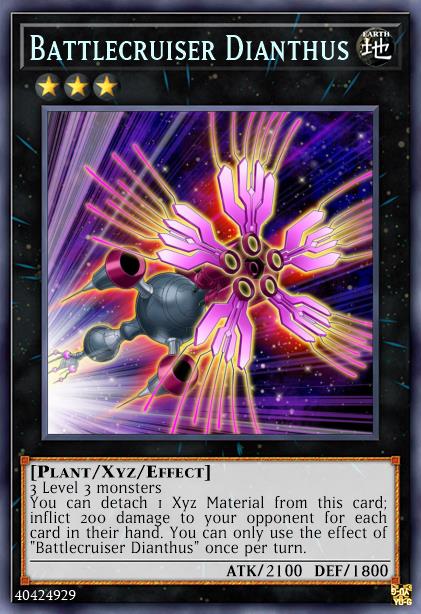 BATTLECRUISER DIANTHUS
EARTH
地
[PLANT/XYZ/EFFECT]
3 Level 3 monsters
You can detach 1 Xyz Material from this card;
inflict 200 damage to your opponent for each
card in their hand. You can only use the effect of
"Battlecruiser Dianthus" once per turn.
ATK/2100 DEF/1800
40424929